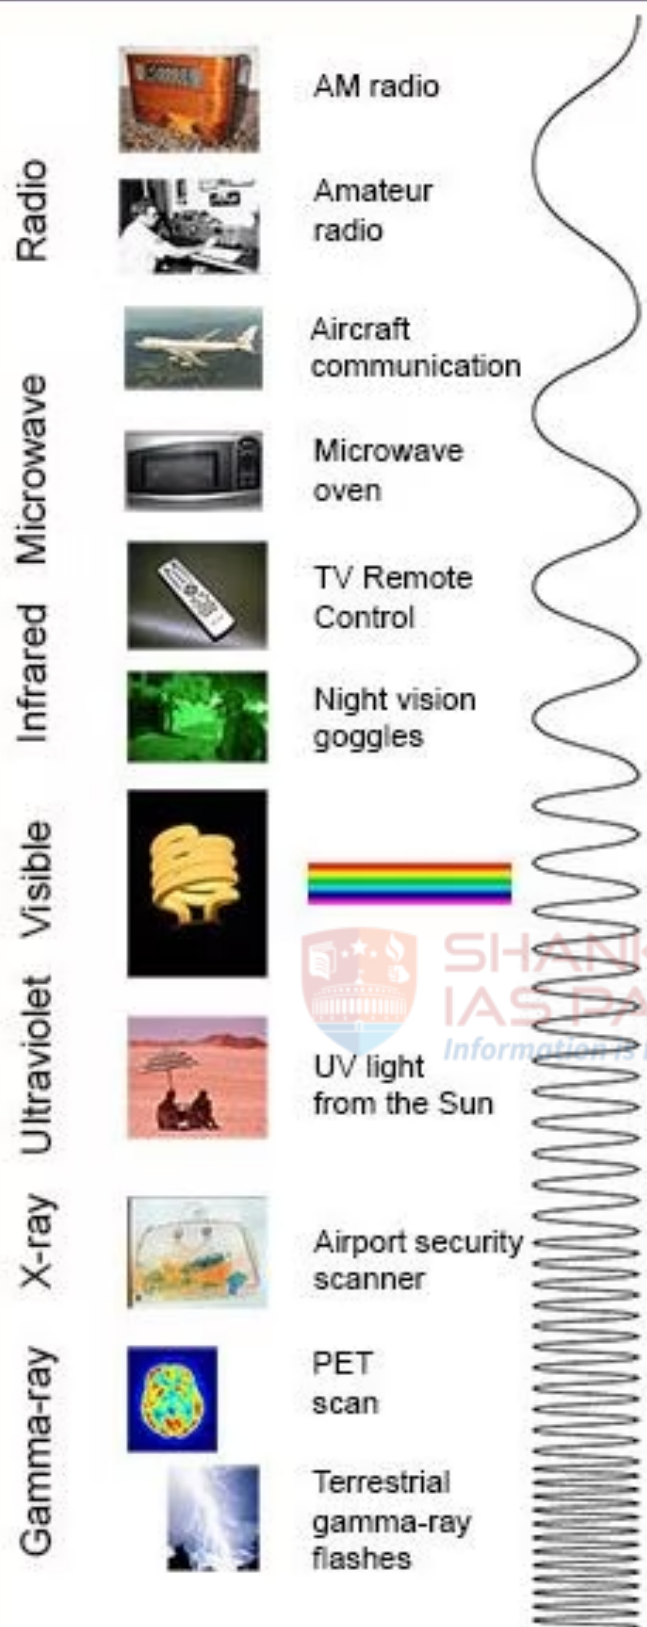 Radio
AM radio
Amateur
radio
Aircraft
communication
Microwave
Microwave
oven
Infrared
TV Remote
Control
Night vision
goggles
Visible
SHANK
IAS PA
Information is
Ultraviolet
UV light
from the Sun
X-ray
Airport security
scanner
Gamma-ray
PET
scan
Terrestrial
gamma-ray
flashes